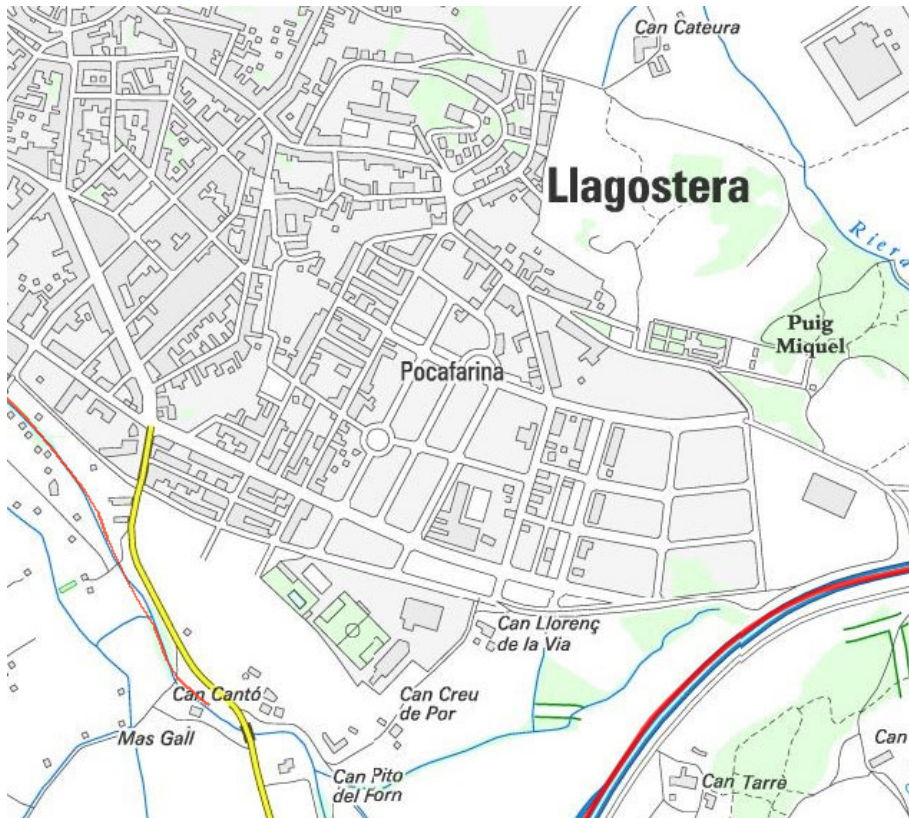 Can Cateura
Llagostera
Riera
Puig
Miquel
Pocafarina
Can Llorenç
de la Via
Can Cantó
Can Creu
de Por
Mas Gall
Can Pito
del Forn
Can Tarrè
Can